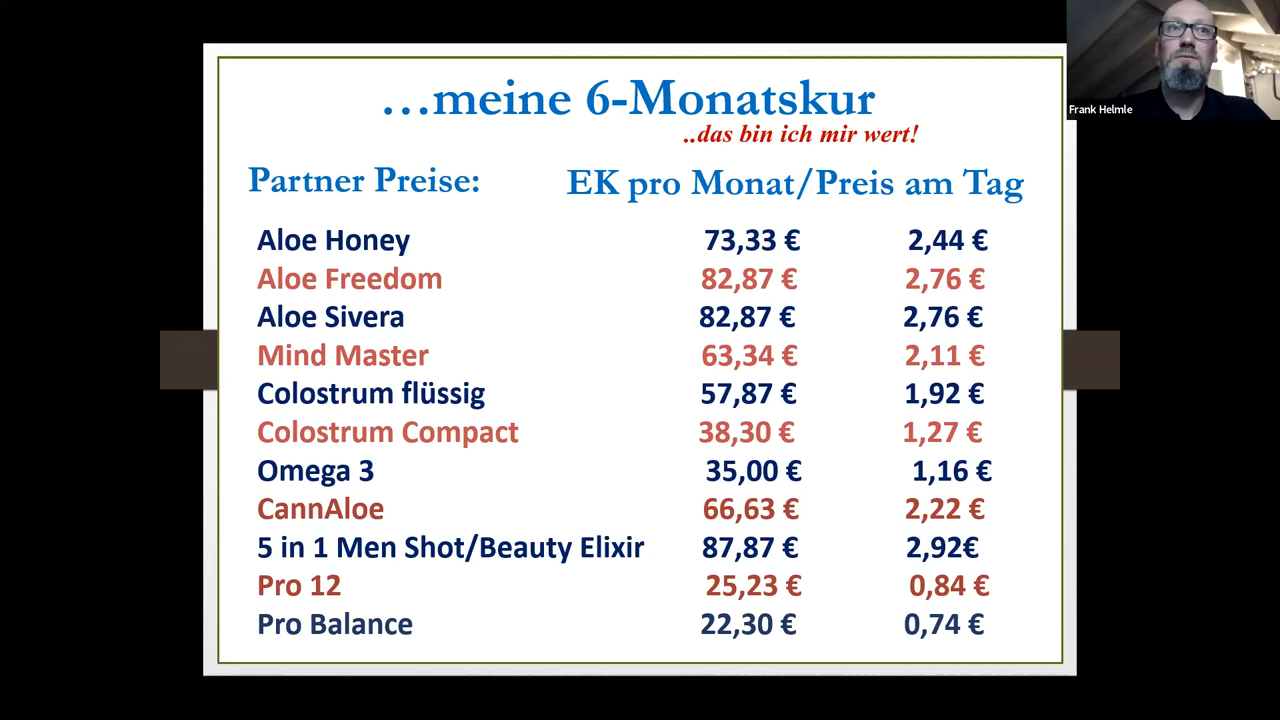 …meine 6-Monatskur
..das bin ich mir wert!
Frank Helmle
Partner Preise: EK pro Monat/Preis am Tag
Aloe Honey 73,33 € 2,44 €
Aloe Freedom 82,87 € 2,76 €
Aloe Sivera 82,87 € 2,76 €
Mind Master 63,34 € 2,11 €
Colostrum flüssig 57,87 € 1,92 €
Colostrum Compact 38,30 € 1,27 €
Omega 3 35,00 € 1,16 €
CannAloe 66,63 € 2,22 €
5 in 1 Men Shot/Beauty Elixir 87,87 € 2,92€
Pro 12 25,23 € 0,84 €
Pro Balance 22,30 € 0,74 €